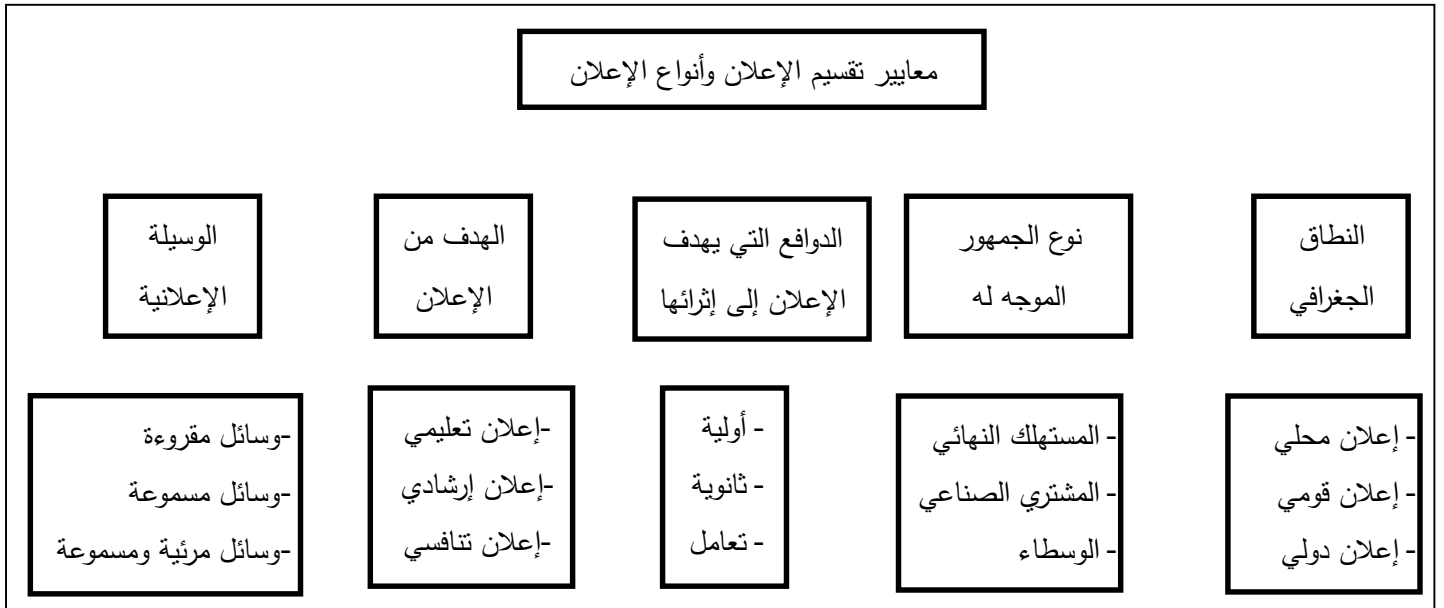 معايير تقسيم الإعلان وأنواع الإعلان
النطاق
الجغرافي
نوع الجمهور
الموجه له
الدوافع التي يهدف
الإعلان إلى إثرائها
الهدف من
الإعلان
الوسيلة
الإعلانية
- إعلان محلي
- إعلان قومي
- إعلان دولي
- المستهلك النهائي
- المشتري الصناعي
- الوسطاء
- أولية
- ثانوية
- تعامل
-إعلان تعليمي
-إعلان إرشادي
-إعلان تنافسي
-وسائل مقروءة
-وسائل مسموعة
-وسائل مرئية ومسموعة